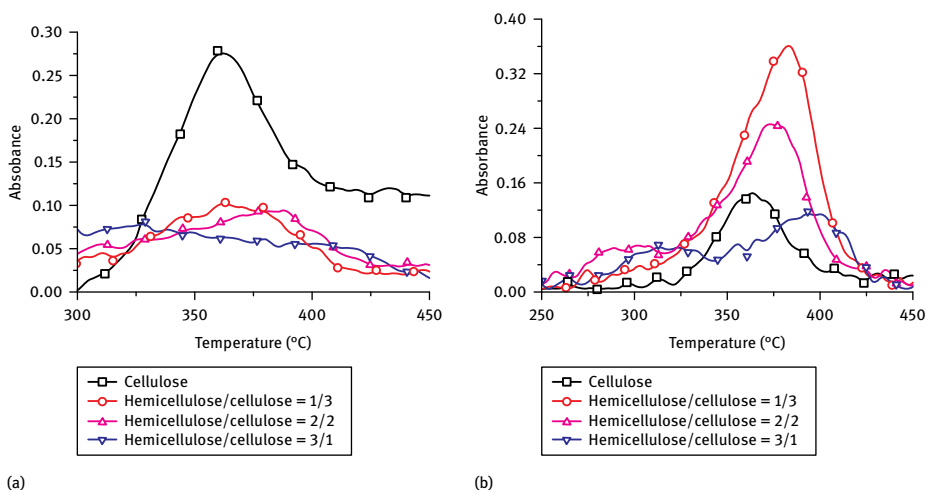 0.30
0.25
0.20
0.15
0.10
0.05
0.00
Absobance
300
350
400
450
Temperature (°C)
Cellulose
Hemicellulose/cellulose = 1/3
Hemicellulose/cellulose = 2/2
Hemicellulose/cellulose = 3/1
(a)
0.40
0.32
0.24
0.16
0.08
0.00
Absorbance
250
300
350
400
450
Temperature (°C)
Cellulose
Hemicellulose/cellulose = 1/3
Hemicellulose/cellulose = 2/2
Hemicellulose/cellulose = 3/1
(b)